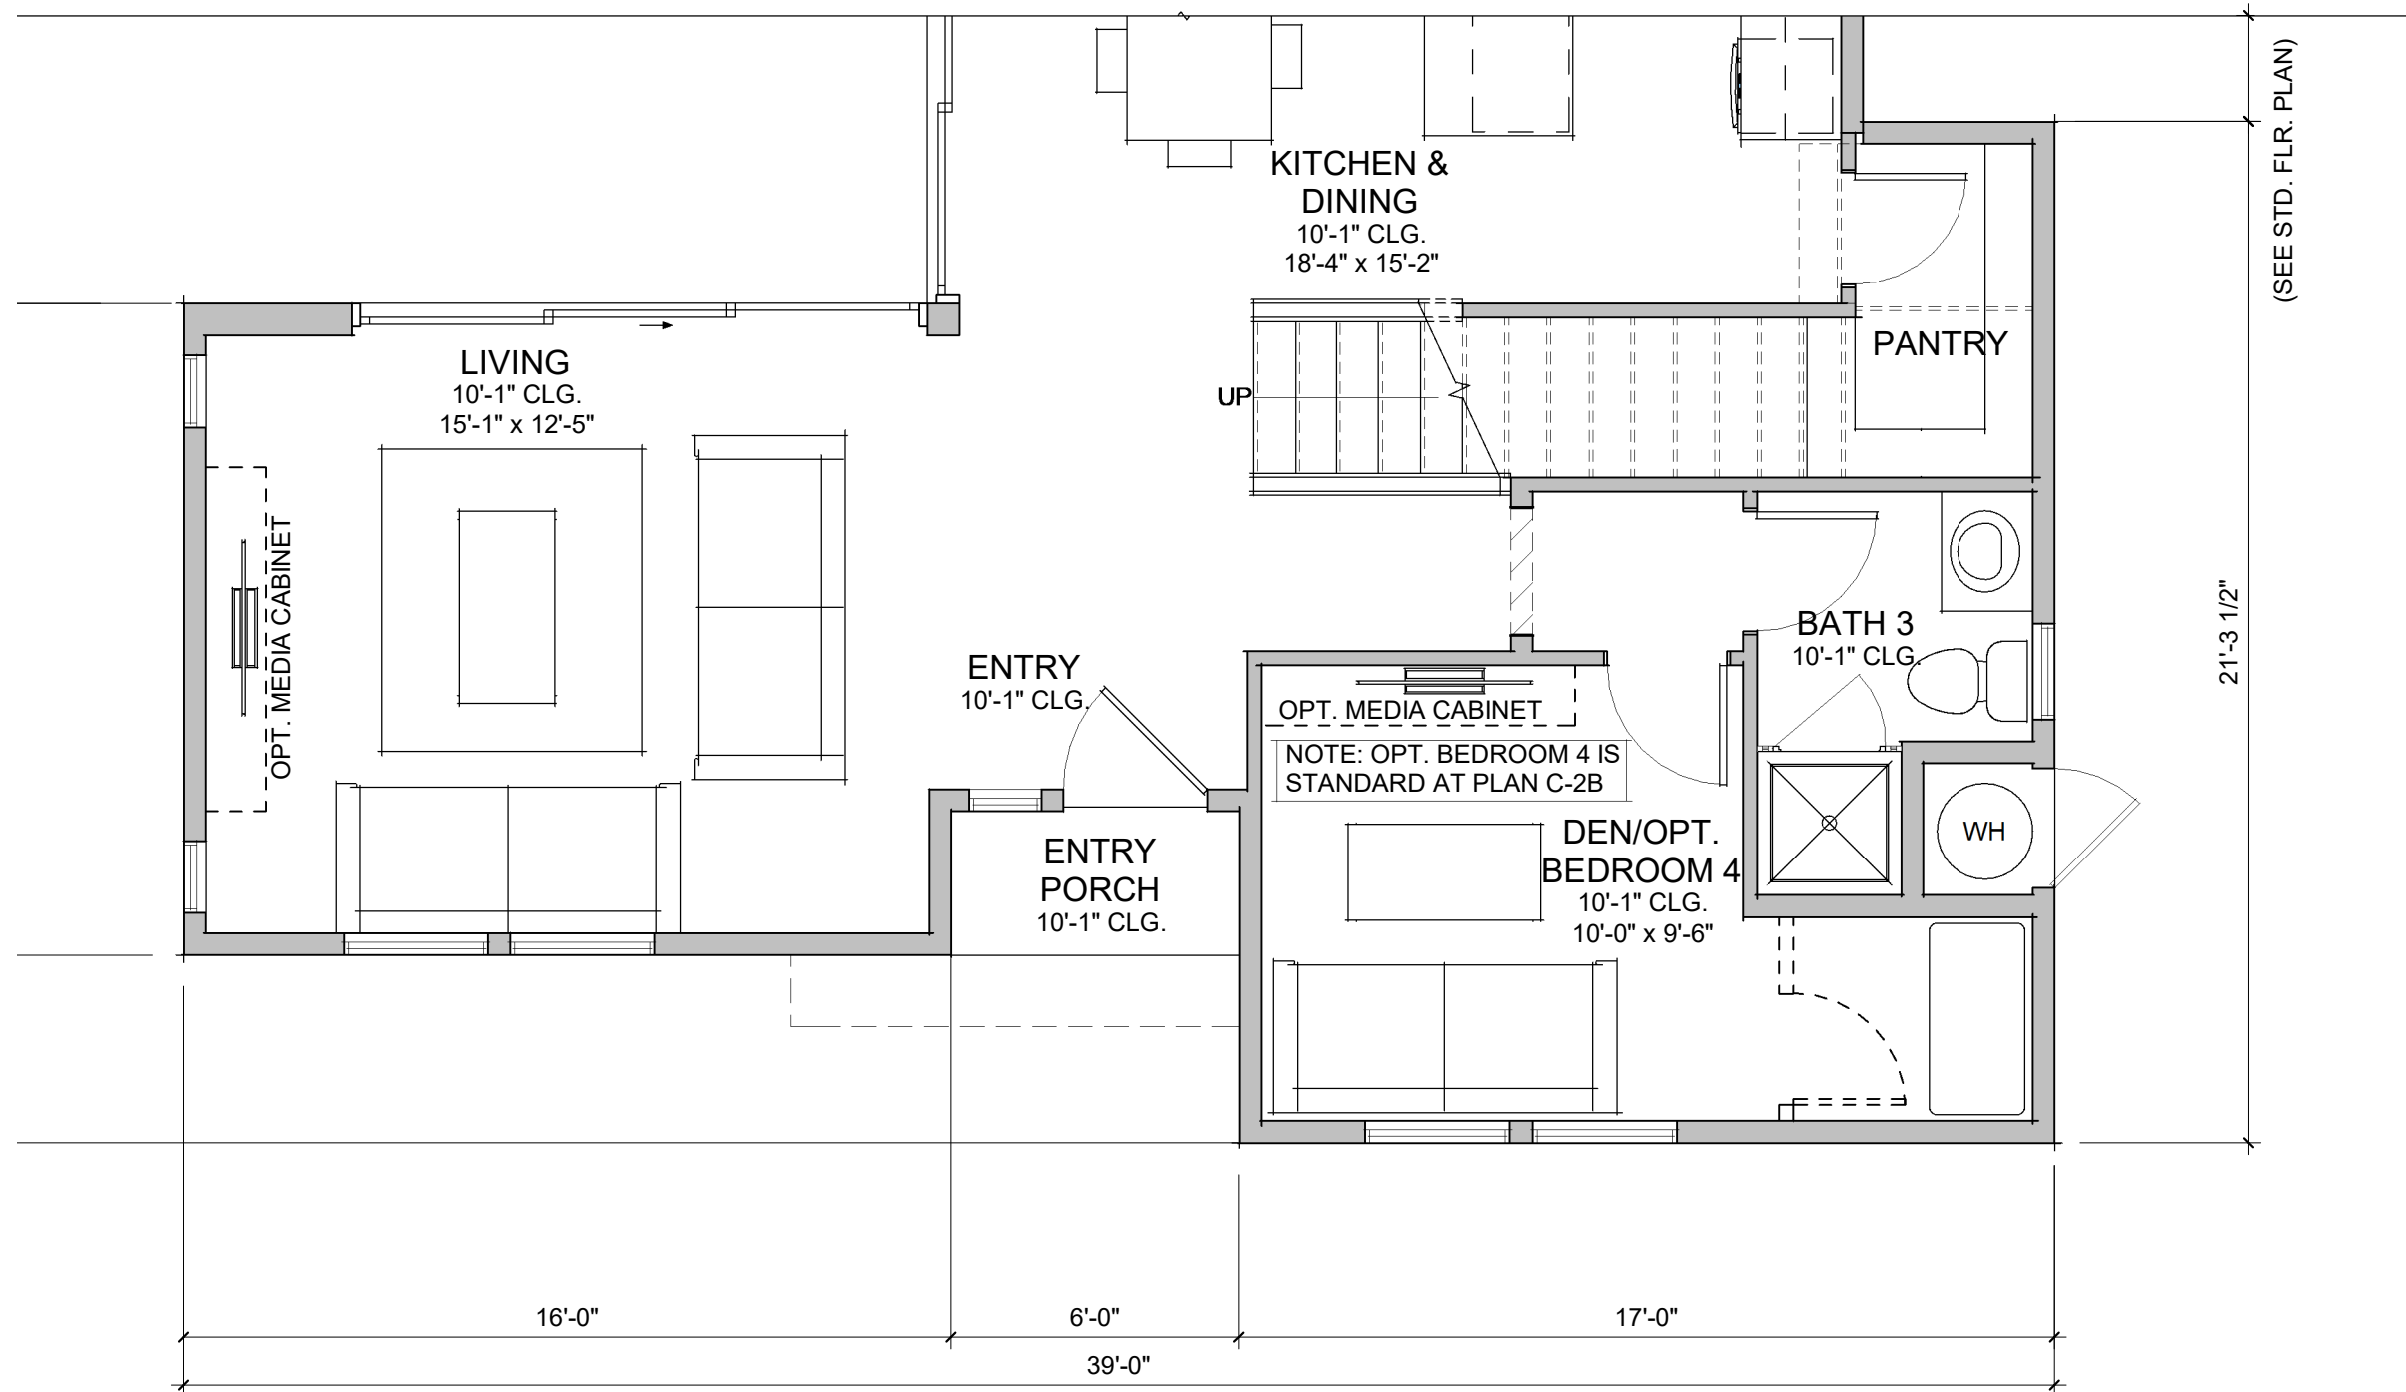 KITCHEN &
DINING
10'-1" CLG.
18'-4" x 15'-2"
(SEE STD. FLR. PLAN)
LIVING
10'-1" CLG.
15'-1" x 12'-5"
UP
PANTRY
OPT. MEDIA CABINET
ENTRY
10'-1" CLG.
BATH 3
10'-1" CLG.
21'-3 1/2"
OPT. MEDIA CABINET
NOTE: OPT. BEDROOM 4 IS
STANDARD AT PLAN C-2B
ENTRY
PORCH
10'-1" CLG.
DEN/OPT.
BEDROOM 4
10'-1" CLG.
10'-0" x 9'-6"
WH
16'-0"
6'-0"
17'-0"
39'-0"